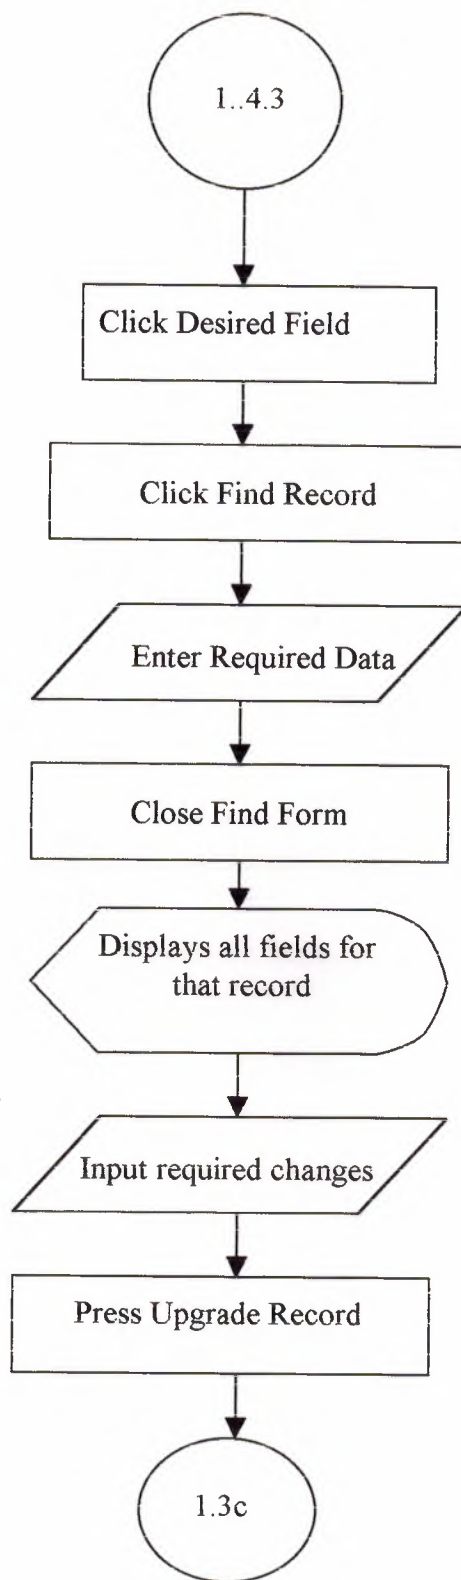 1..4.3
Click Desired Field
Click Find Record
Enter Required Data
Close Find Form
Displays all fields for
that record
Input required changes
Press Upgrade Record
1.3c